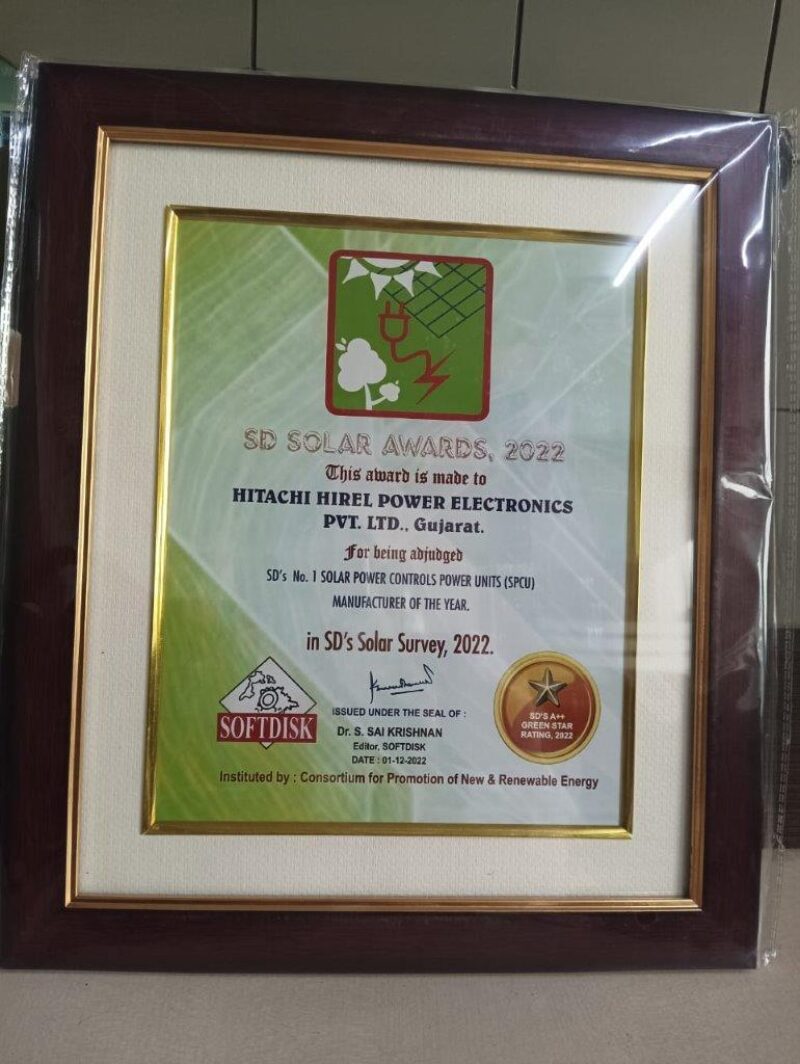 SD SOLAR AWARDS, 2022
This award is made to
HITACHI HIREL POWER ELECTRONICS
PVT. LTD., Gujarat.
For being adjudged
SD's No. 1 SOLAR POWER CONTROLS POWER UNITS (SPCU)
MANUFACTURER OF THE YEAR.
in SD's Solar Survey, 2022.
SOFTDISK
ISSUED UNDER THE SEAL OF :
Dr. S. SAI KRISHNAN
Editor, SOFTDISK
DATE : 01-12-2022
SD'S A++
GREEN STAR
RATING, 2022
Instituted by : Consortium for Promotion of New & Renewable Energy